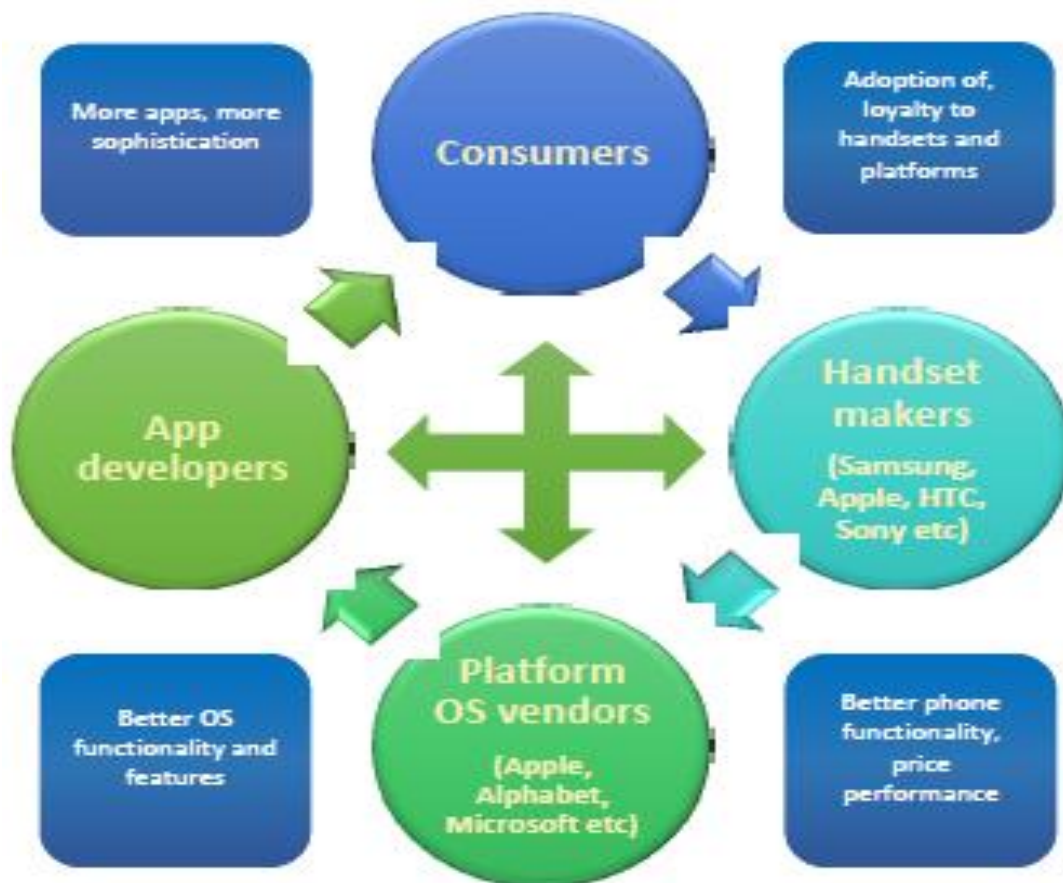 More apps, more
sophistication
Consumers
Adoption of,
loyalty to
handsets and
platforms
App
developers
Handset
makers
(Samsung,
Apple, HTC,
Sony etc)
Better OS
functionality and
features
Platform
OS vendors
(Apple,
Alphabet,
Microsoft etc)
Better phone
functionality,
price
performance